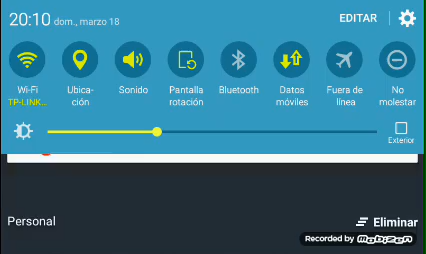 20:10 dom., marzo 18
EDITAR
Wi-Fi
TP-LINK...
Ubica-
ción
Sonido
Pantalla
rotación
Bluetooth
Datos
móviles
Fuera de
línea
No
molestar
Exterior
Personal
Eliminar
Recorded by mobizen